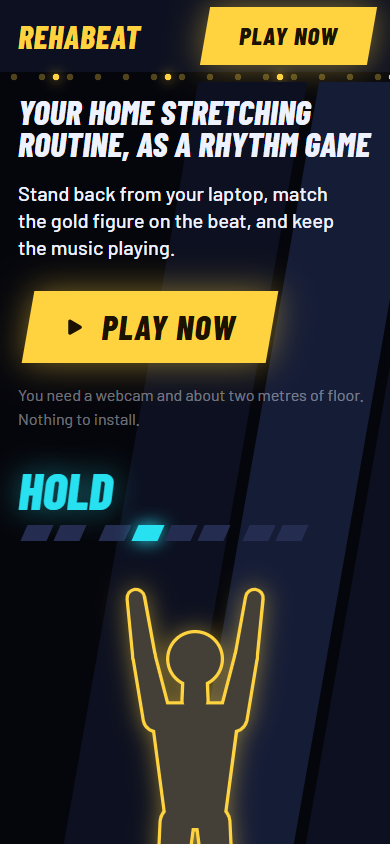 REHABEAT
PLAY NOW
YOUR HOME STRETCHING
ROUTINE, AS A RHYTHM GAME
Stand back from your laptop, match
the gold figure on the beat, and keep
the music playing.
PLAY NOW
You need a webcam and about two metres of floor.
Nothing to install.
HOLD